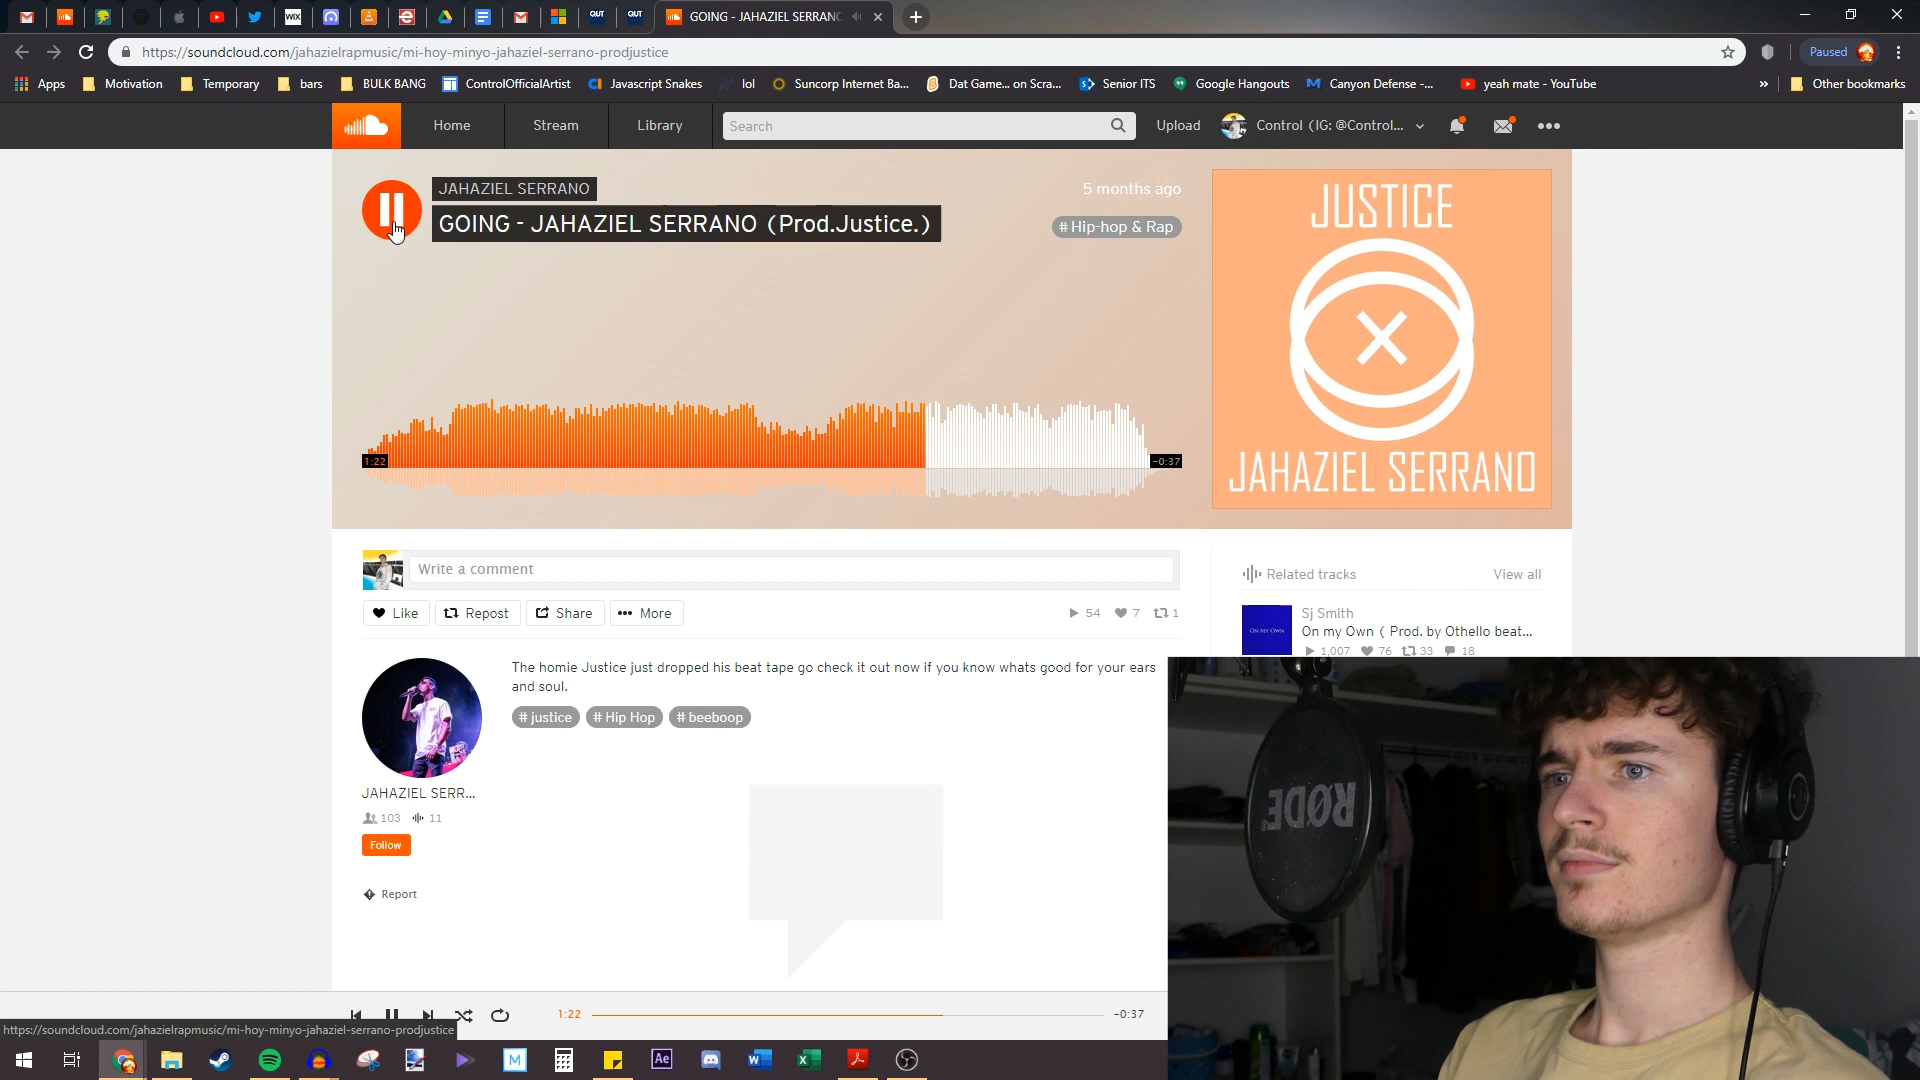 GOING - JAHAZIEL SERRANC
https://soundcloud.com/jahazielrapmusic/mi-hoy-minyo-jahaziel-serrano-prodjustice
Paused
Apps
Motivation
Temporary
bars
BULK BANG
ControlOfficialArtist
Javascript Snakes
lol
Suncorp Internet Ba...
Dat Game... on Scra...
Senior ITS
Google Hangouts
Canyon Defense -...
yeah mate - YouTube
»
Other bookmarks
Home
Stream
Library
Search
Upload
Control (IG: @Control...
JAHAZIEL SERRANO
GOING - JAHAZIEL SERRANO (Prod.Justice.)
5 months ago
# Hip-hop & Rap
JUSTICE
JAHAZIEL SERRANO
1:22
-0:37
Write a comment
Like
Repost
Share
More
54
7
1
Related tracks
View all
ON MY OWN
Sj Smith
On my Own ( Prod. by Othello beat...
1,007
76
33
18
The homie Justice just dropped his beat tape go check it out now if you know whats good for your ears
and soul.
# justice
# Hip Hop
# beeboop
JAHAZIEL SERR...
103
11
Follow
Report
RØDE
1:22
-0:37
https://soundcloud.com/jahazielrapmusic/mi-hoy-minyo-jahaziel-serrano-prodjustice